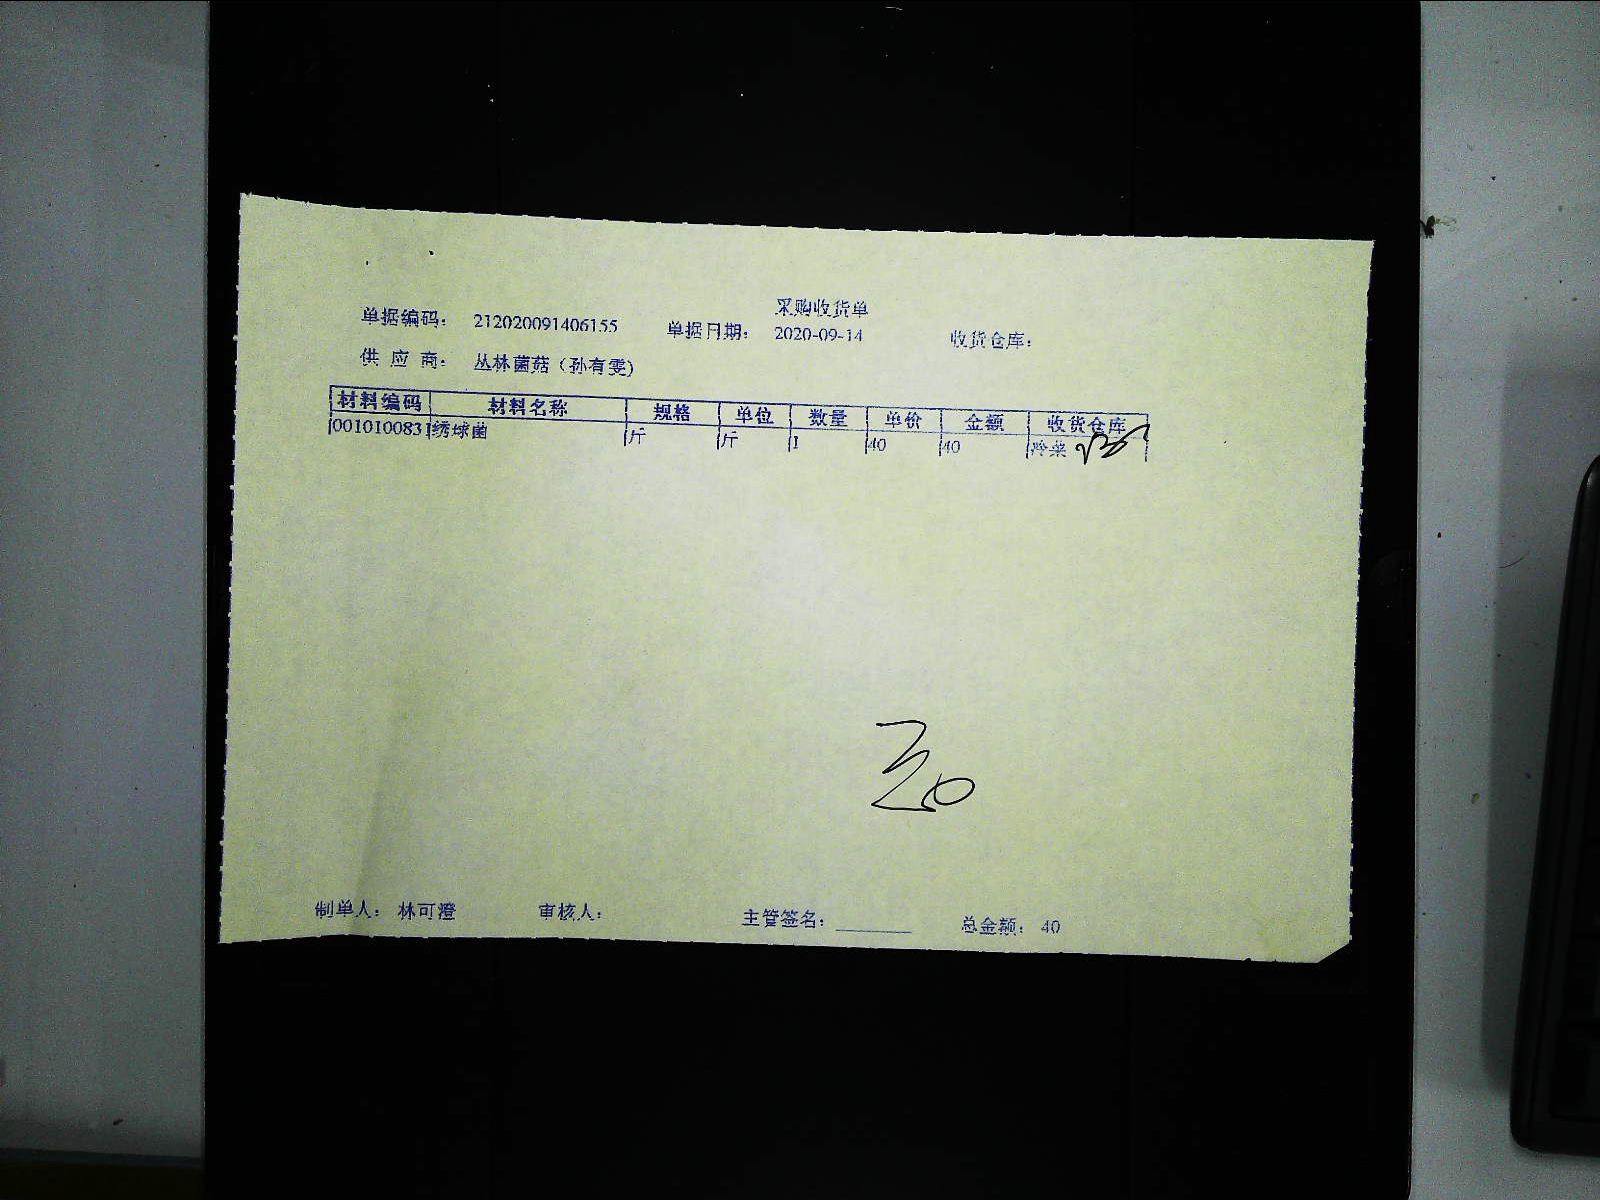 采购收货单
单据编码： 212020091406155 单据日期： 2020-09-14 收货仓库：
供 应 商： 丛林菌菇（孙有雯）
材料编码 材料名称 规格 单位 数量 单价 金额 收货仓库
0010100831 绣球菌 斤 斤 1 40 40 冷菜
制单人： 林可澄 审核人： 主管签名： 总金额： 40